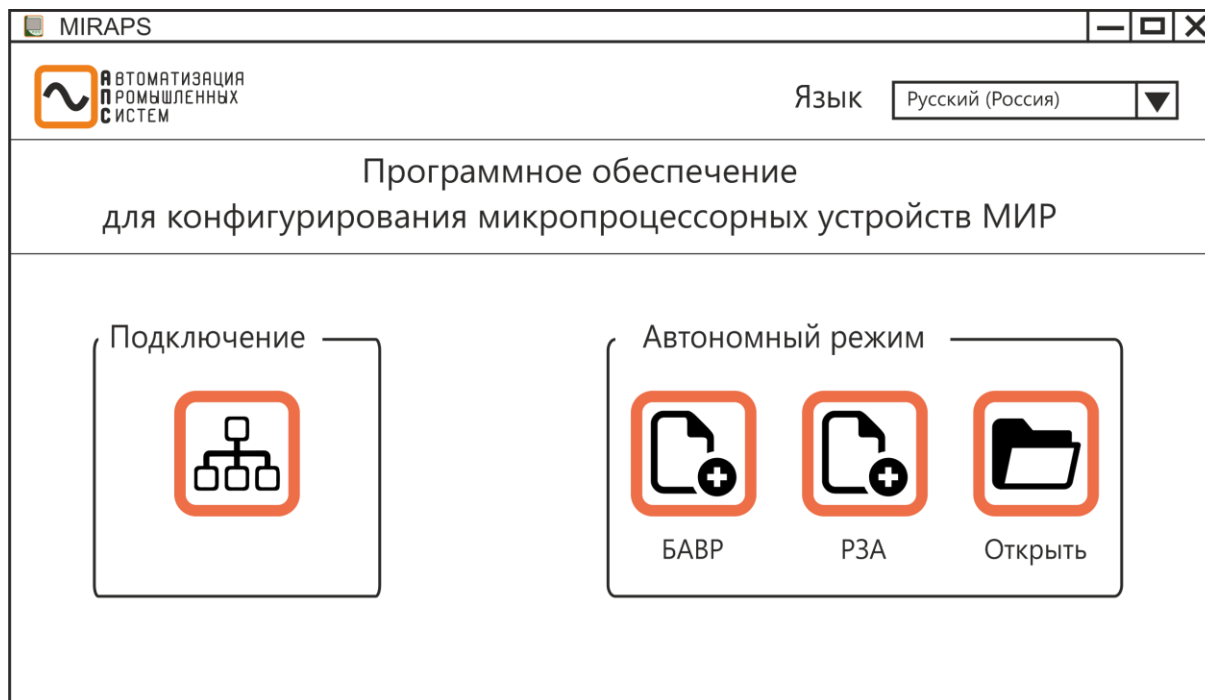 MIRAPS
АВТОМАТИЗАЦИЯ
ПРОМЫШЛЕННЫХ
СИСТЕМ
Язык
Русский (Россия)
Программное обеспечение
для конфигурирования микропроцессорных устройств МИР
Подключение
Автономный режим
БАВР
РЗА
Открыть